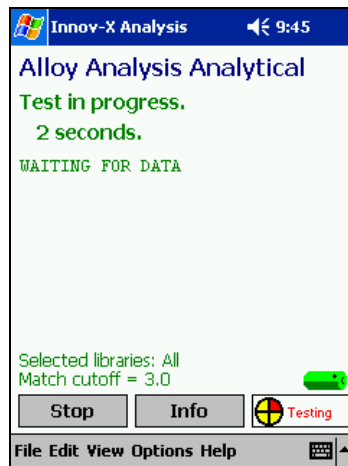 Innov-X Analysis 9:45
Alloy Analysis Analytical
Test in progress.
2 seconds.
WAITING FOR DATA
Selected libraries: All
Match cutoff = 3.0
Stop Info Testing
File Edit View Options Help